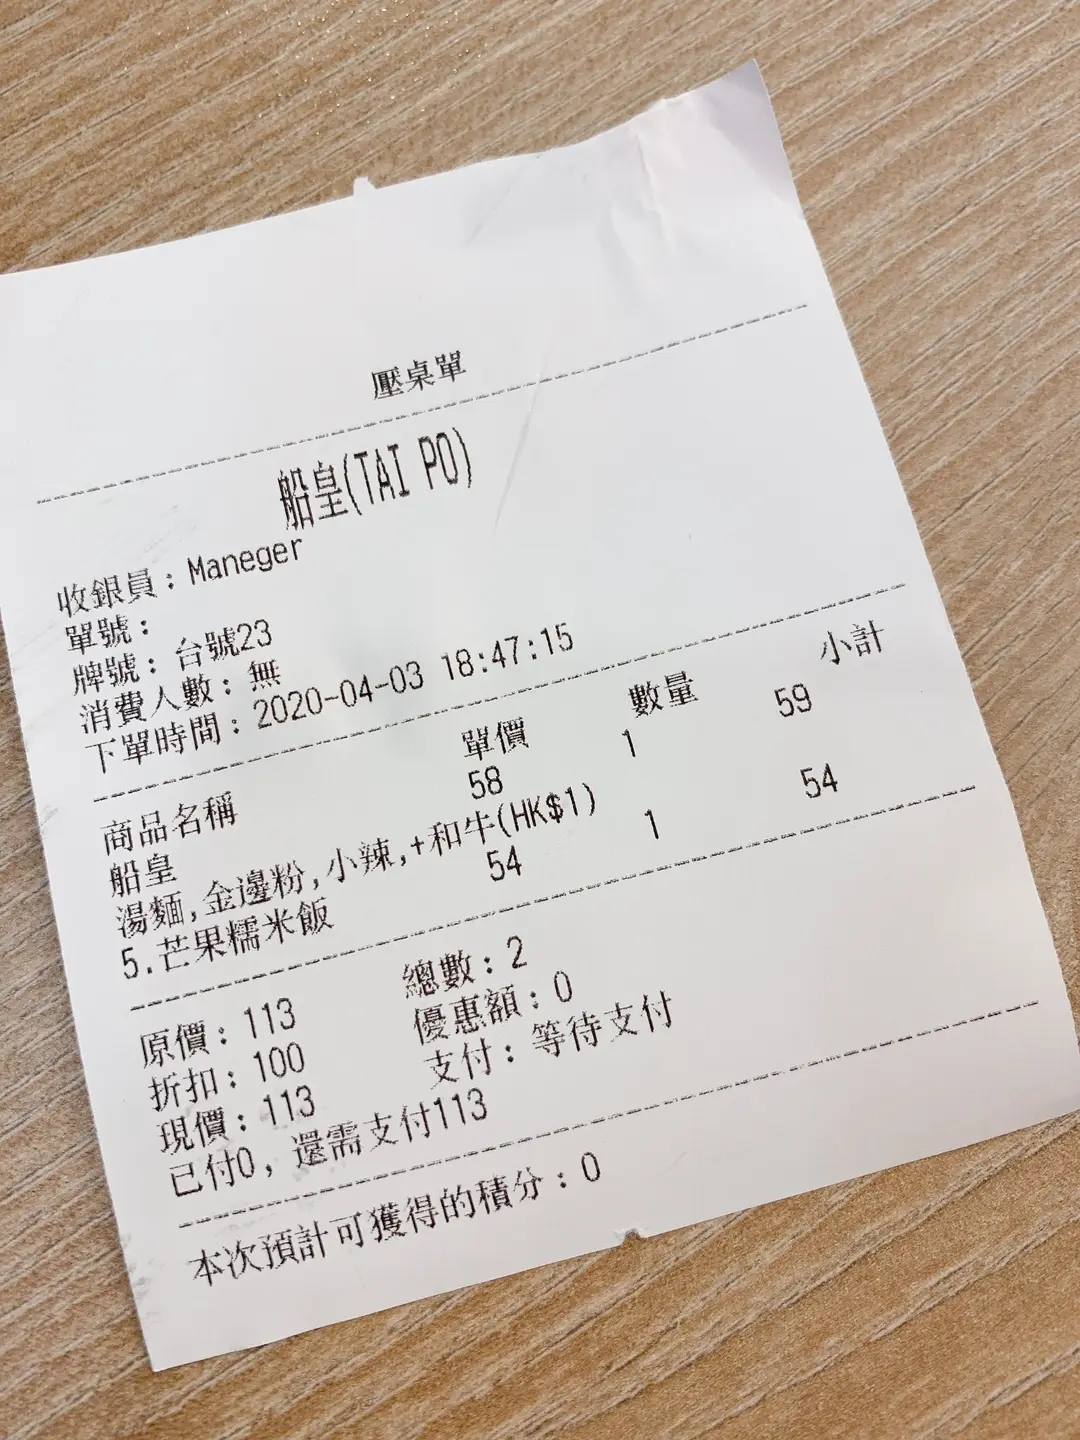 壓桌單
船皇(TAI PO)
收銀員：Maneger
單號：
牌號：台號23
消費人數：無
下單時間：2020-04-03 18:47:15
商品名稱 單價 數量 小計
船皇 58 1 59
湯麵,金邊粉,小辣,+和牛(HK$1)
5.芒果糯米飯 54 1 54
原價：113 總數：2
折扣：100 優惠額：0
現價：113 支付：等待支付
已付0，還需支付113
本次預計可獲得的積分：0